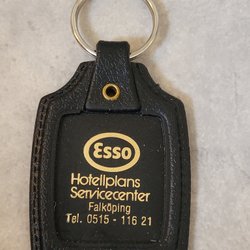 Esso
Hotellplans
Servicecenter
Falköping
Tel. 0515 - 116 21